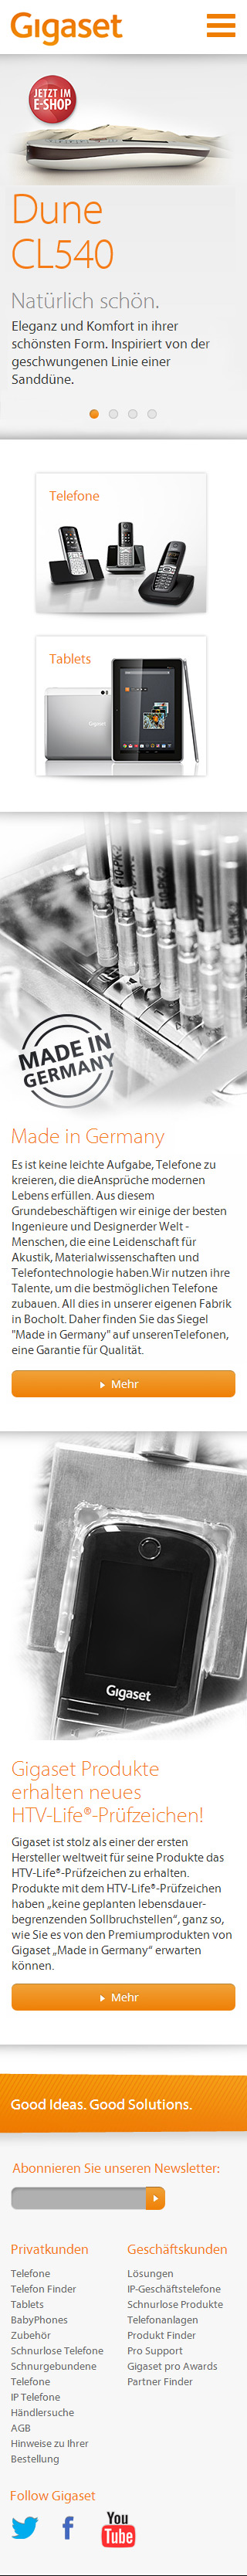 Gigaset
JETZT IM
E-SHOP
Dune
CL540
Natürlich schön.
Eleganz und Komfort in ihrer
schönsten Form. Inspiriert von der
geschwungenen Linie einer
Sanddüne.
Telefone
Tablets
Gigaset
MADE IN
GERMANY
Made in Germany
Es ist keine leichte Aufgabe, Telefone zu
kreieren, die dieAnsprüche modernen
Lebens erfüllen. Aus diesem
Grundebeschäftigen wir einige der besten
Ingenieure und Designerder Welt -
Menschen, die eine Leidenschaft für
Akustik, Materialwissenschaften und
Telefontechnologie haben.Wir nutzen ihre
Talente, um die bestmöglichen Telefone
zubauen. All dies in unserer eigenen Fabrik
in Bocholt. Daher finden Sie das Siegel
"Made in Germany" auf unserenTelefonen,
eine Garantie für Qualität.
Mehr
Gigaset
Gigaset Produkte
erhalten neues
HTV-Life®-Prüfzeichen!
Gigaset ist stolz als einer der ersten
Hersteller weltweit für seine Produkte das
HTV-Life®-Prüfzeichen zu erhalten.
Produkte mit dem HTV-Life®-Prüfzeichen
haben „keine geplanten lebensdauer-
begrenzenden Sollbruchstellen“, ganz so,
wie Sie es von den Premiumprodukten von
Gigaset „Made in Germany“ erwarten
können.
Mehr
Good Ideas. Good Solutions.
Abonnieren Sie unseren Newsletter:
Privatkunden
Telefone
Telefon Finder
Tablets
BabyPhones
Zubehör
Schnurlose Telefone
Schnurgebundene
Telefone
IP Telefone
Händlersuche
AGB
Hinweise zu Ihrer
Bestellung
Geschäftskunden
Lösungen
IP-Geschäftstelefone
Schnurlose Produkte
Telefonanlagen
Produkt Finder
Pro Support
Gigaset pro Awards
Partner Finder
Follow Gigaset
You
Tube